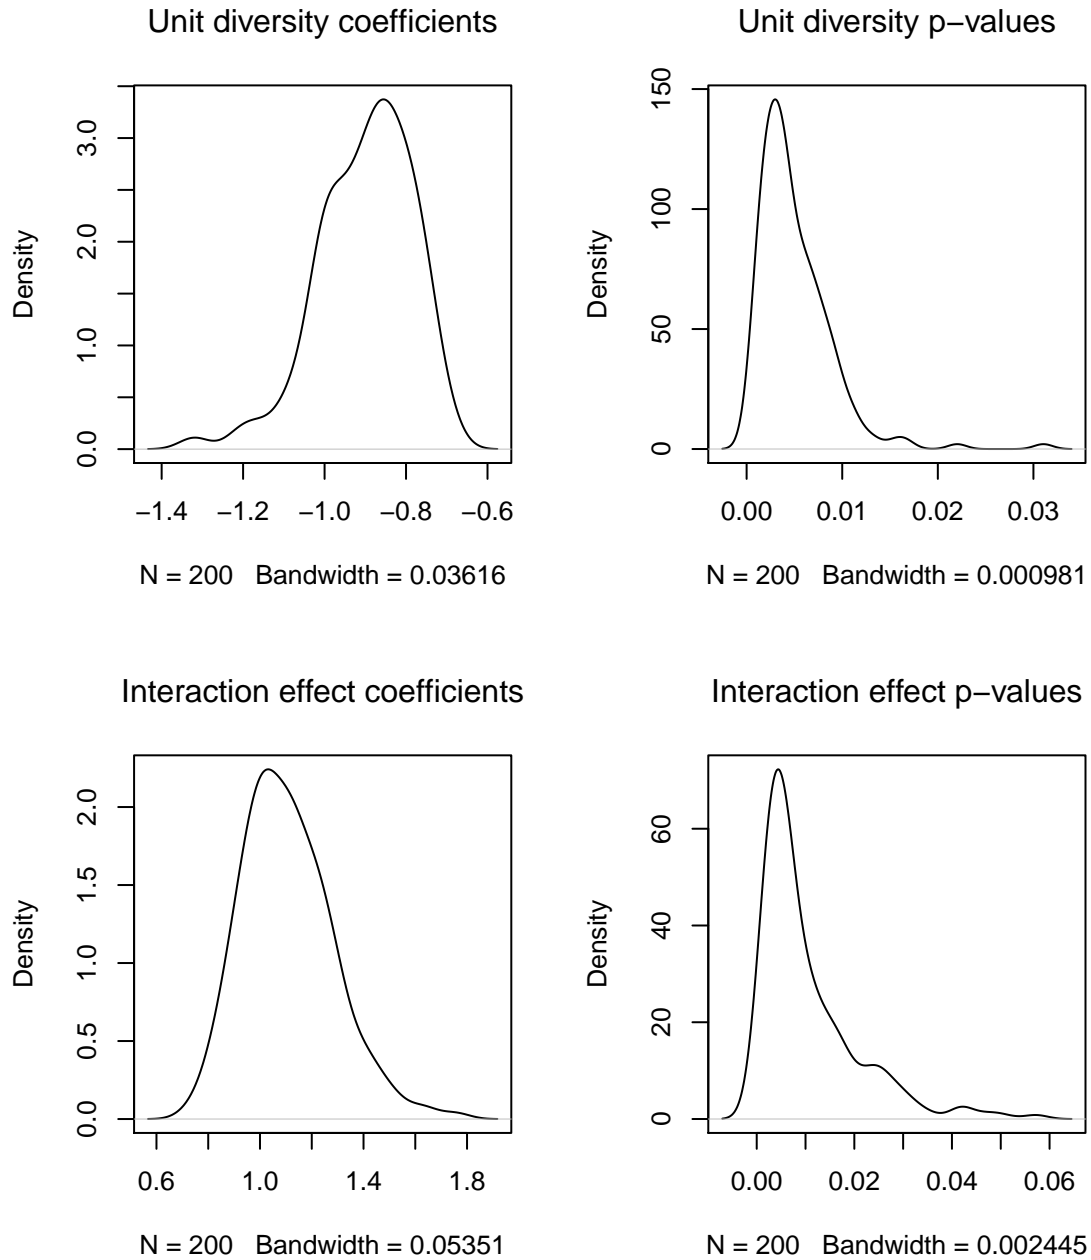 Unit diversity coefficients
Density
0.0 1.0 2.0 3.0
−1.4 −1.2 −1.0 −0.8 −0.6
N = 200 Bandwidth = 0.03616
Unit diversity p−values
Density
0 50 100 150
0.00 0.01 0.02 0.03
N = 200 Bandwidth = 0.000981
Interaction effect coefficients
Density
0.0 0.5 1.0 1.5 2.0
0.6 1.0 1.4 1.8
N = 200 Bandwidth = 0.05351
Interaction effect p−values
Density
0 20 40 60
0.00 0.02 0.04 0.06
N = 200 Bandwidth = 0.002445